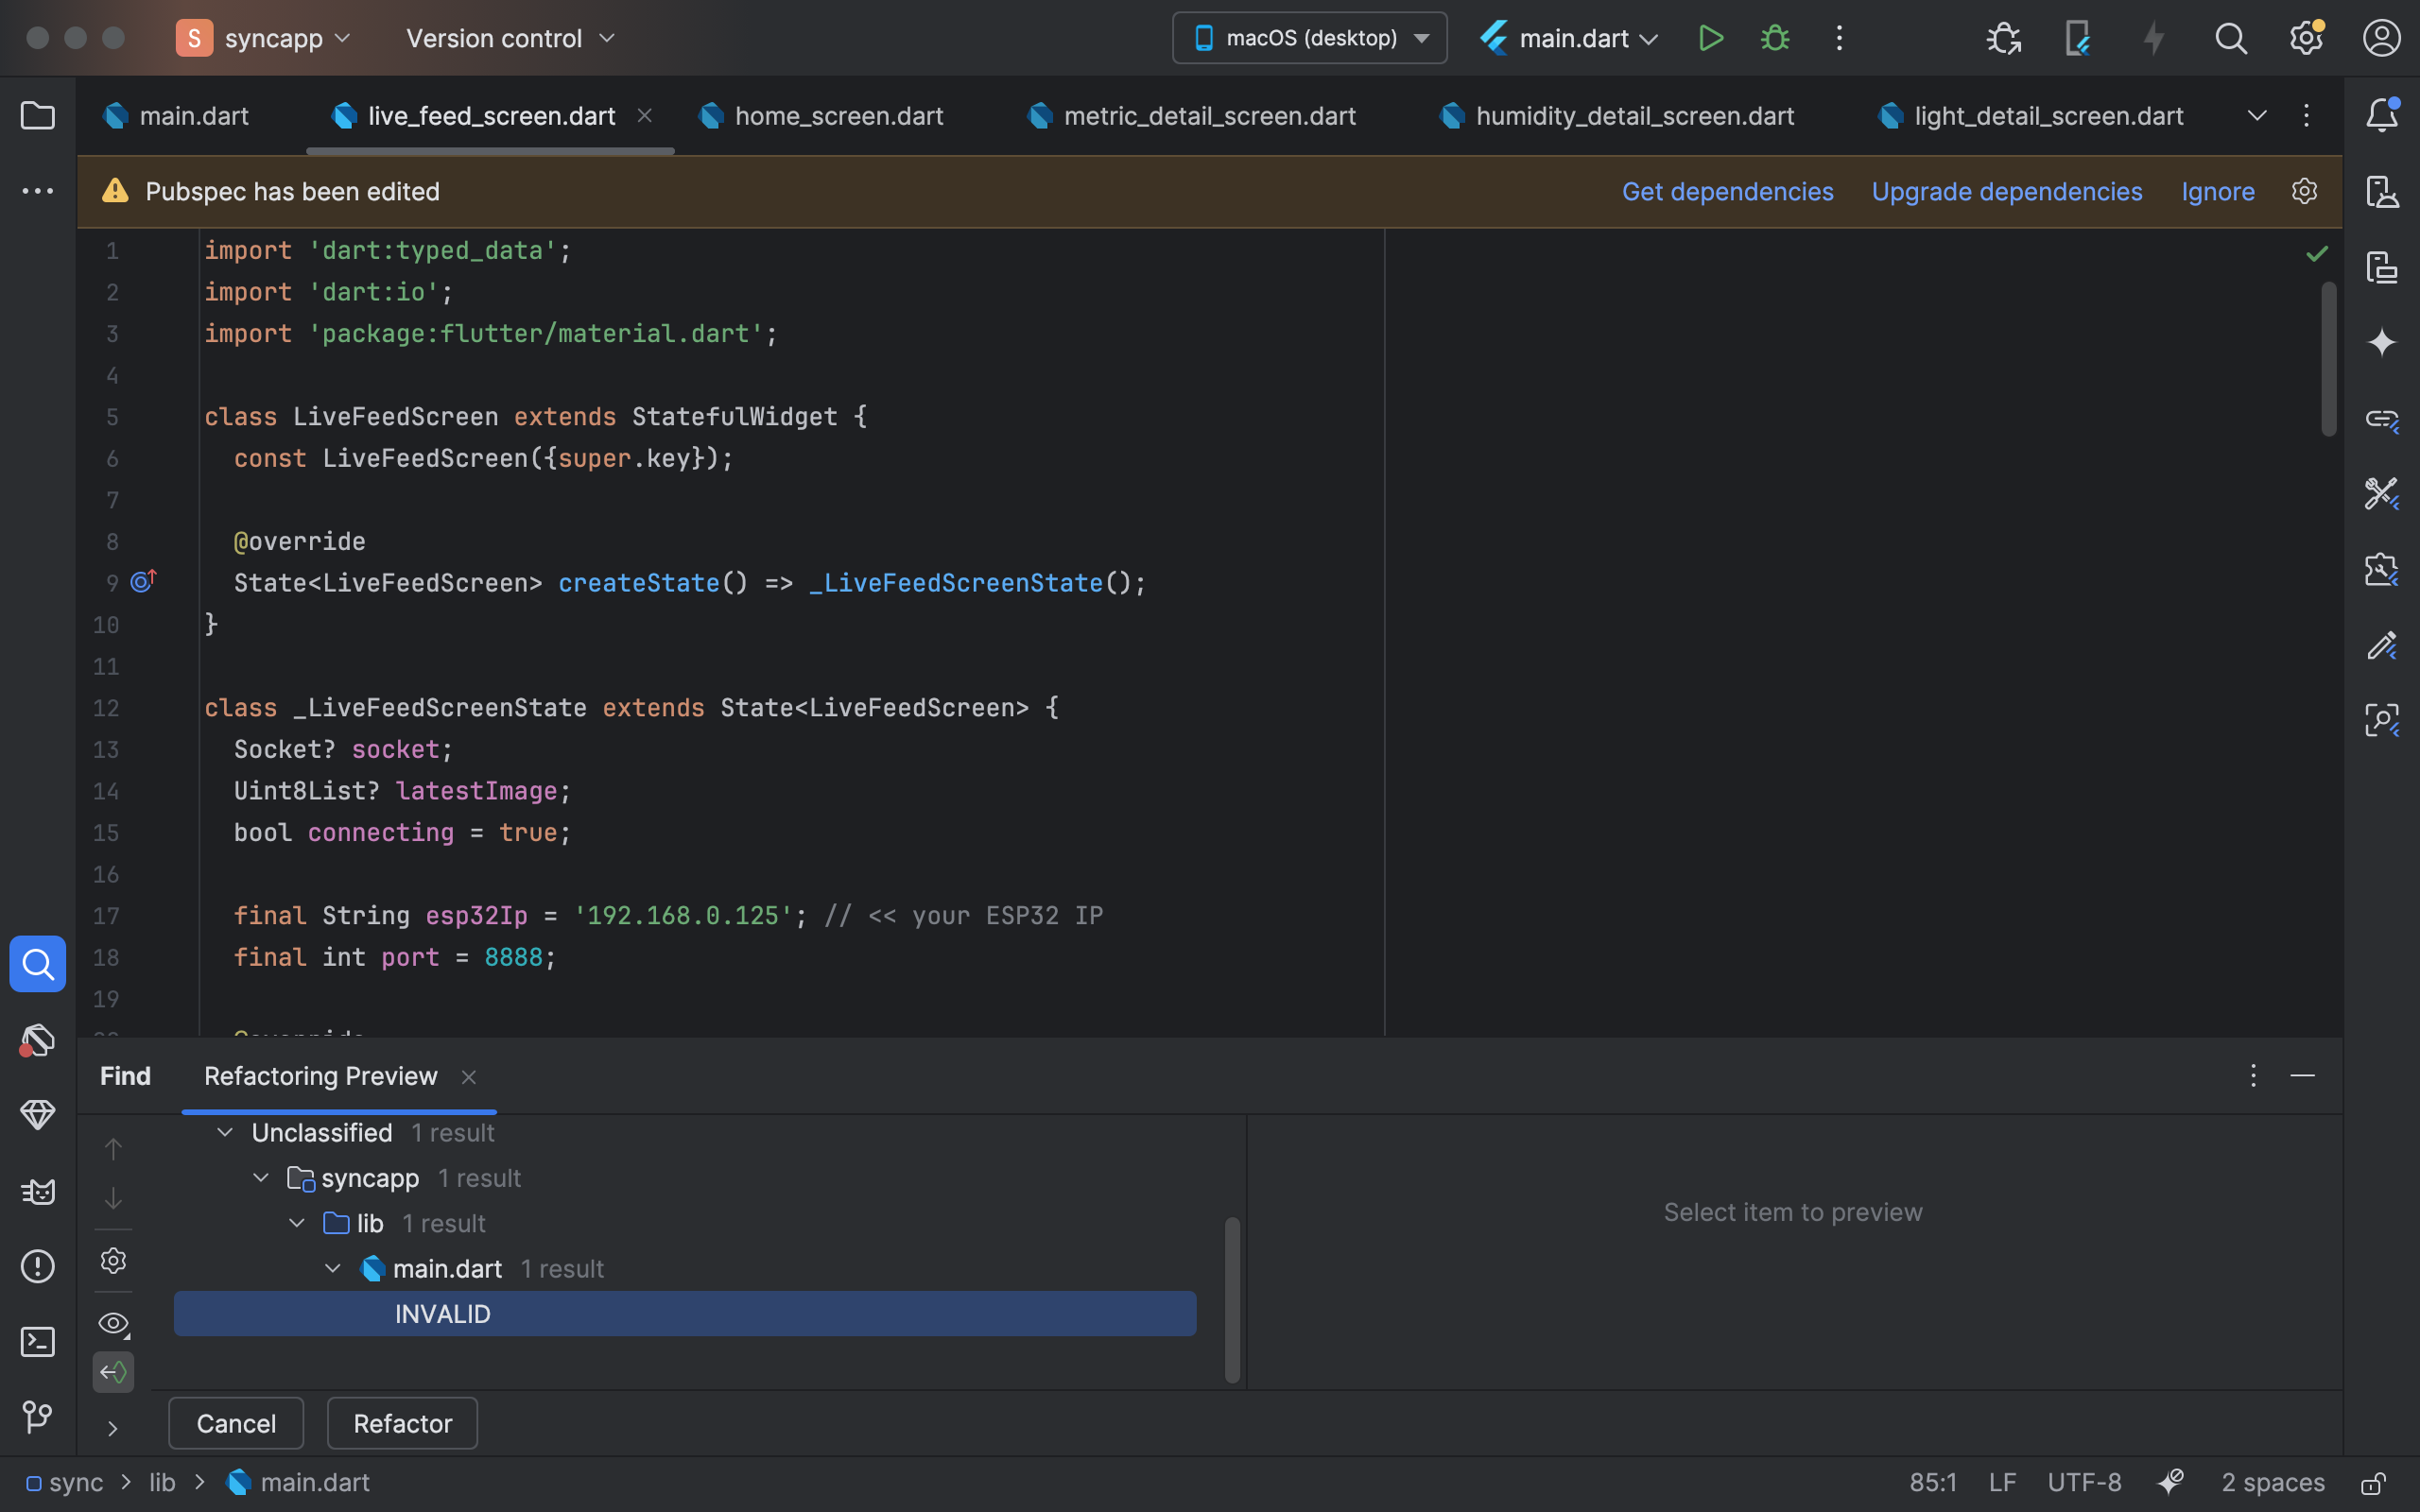 S syncapp Version control macOS (desktop) main.dart
main.dart live_feed_screen.dart home_screen.dart metric_detail_screen.dart humidity_detail_screen.dart light_detail_screen.dart
Pubspec has been edited Get dependencies Upgrade dependencies Ignore
1 import 'dart:typed_data';
2 import 'dart:io';
3 import 'package:flutter/material.dart';
4
5 class LiveFeedScreen extends StatefulWidget {
6   const LiveFeedScreen({super.key});
7
8   @override
9   State<LiveFeedScreen> createState() => _LiveFeedScreenState();
10 }
11
12 class _LiveFeedScreenState extends State<LiveFeedScreen> {
13   Socket? socket;
14   Uint8List? latestImage;
15   bool connecting = true;
16
17   final String esp32Ip = '192.168.0.125'; // << your ESP32 IP
18   final int port = 8888;
19
Find Refactoring Preview
Unclassified 1 result
syncapp 1 result
lib 1 result
main.dart 1 result
INVALID
Select item to preview
Cancel Refactor
sync > lib > main.dart 85:1 LF UTF-8 2 spaces